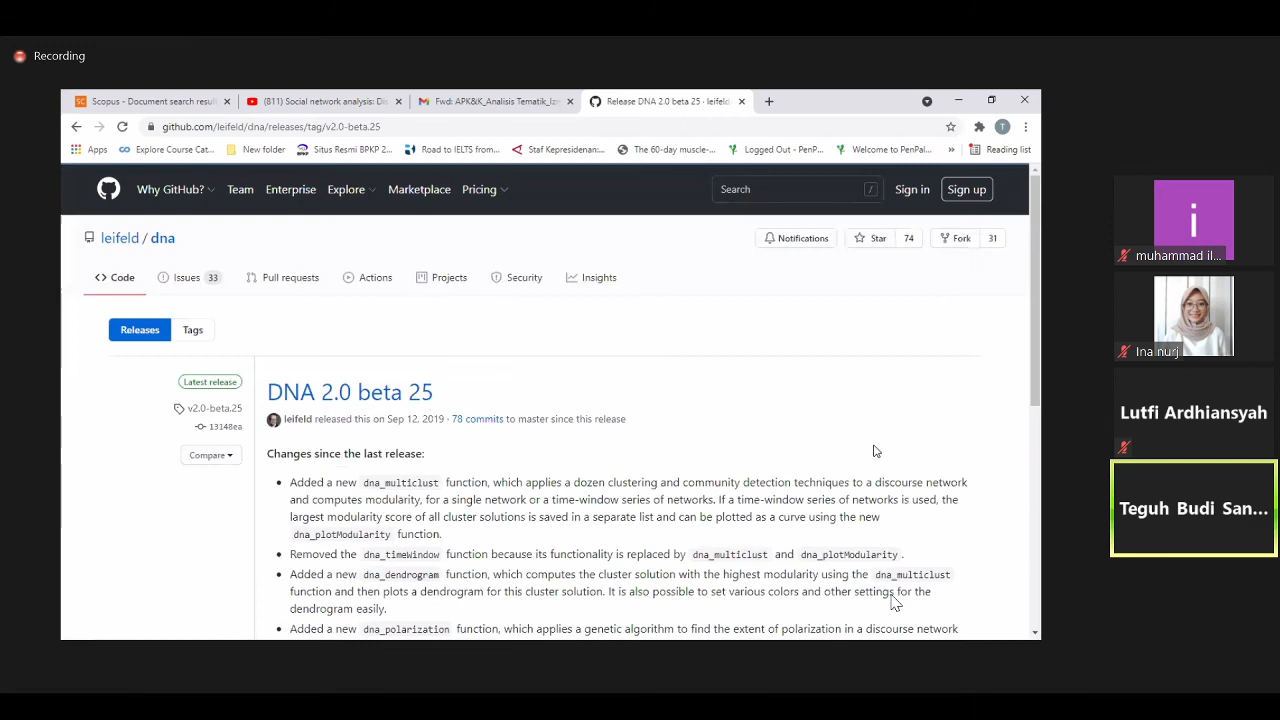 Recording
Scopus - Document search result
(811) Social network analysis: Dis
Fwd: APK&K_Analisis Tematik_Izn
Release DNA 2.0 beta 25 · leifeld
github.com/leifeld/dna/releases/tag/v2.0-beta.25
T
Apps
Explore Course Cat...
New folder
Situs Resmi BPKP 2...
Road to IELTS from...
Staf Kepresidenan:...
The 60-day muscle-...
Logged Out - PenP...
Welcome to PenPal...
»
Reading list
Why GitHub?
Team
Enterprise
Explore
Marketplace
Pricing
Search
/
Sign in
Sign up
leifeld / dna
Notifications
Star 74
Fork 31
Code
Issues 33
Pull requests
Actions
Projects
Security
Insights
Releases
Tags
Latest release
v2.0-beta.25
13148ea
Compare
DNA 2.0 beta 25
leifeld released this on Sep 12, 2019 · 78 commits to master since this release
Changes since the last release:
• Added a new dna_multiclust function, which applies a dozen clustering and community detection techniques to a discourse network
and computes modularity, for a single network or a time-window series of networks. If a time-window series of networks is used, the
largest modularity score of all cluster solutions is saved in a separate list and can be plotted as a curve using the new
dna_plotModularity function.
• Removed the dna_timeWindow function because its functionality is replaced by dna_multiclust and dna_plotModularity.
• Added a new dna_dendrogram function, which computes the cluster solution with the highest modularity using the dna_multiclust
function and then plots a dendrogram for this cluster solution. It is also possible to set various colors and other settings for the
dendrogram easily.
• Added a new dna_polarization function, which applies a genetic algorithm to find the extent of polarization in a discourse network
i
muhammad il...
Ina nurj
Lutfi Ardhiansyah
Teguh Budi San...